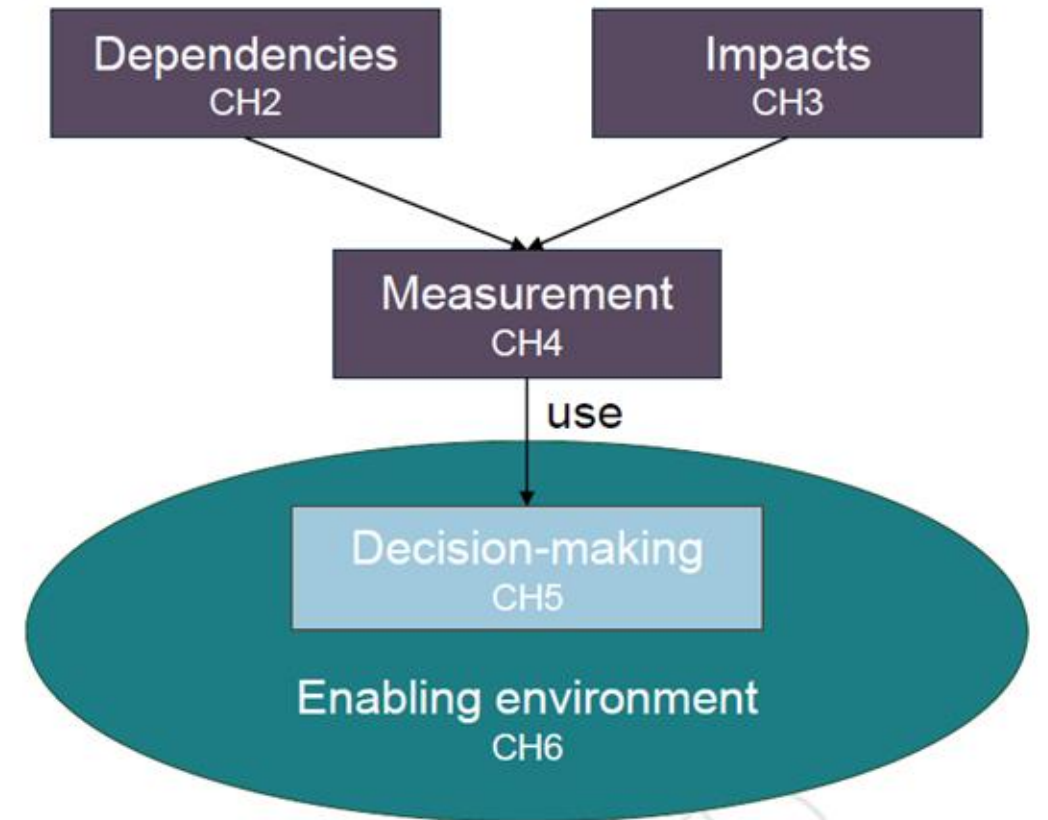 Dependencies
CH2
Impacts
CH3
Measurement
CH4
use
Decision-making
CH5
Enabling environment
CH6